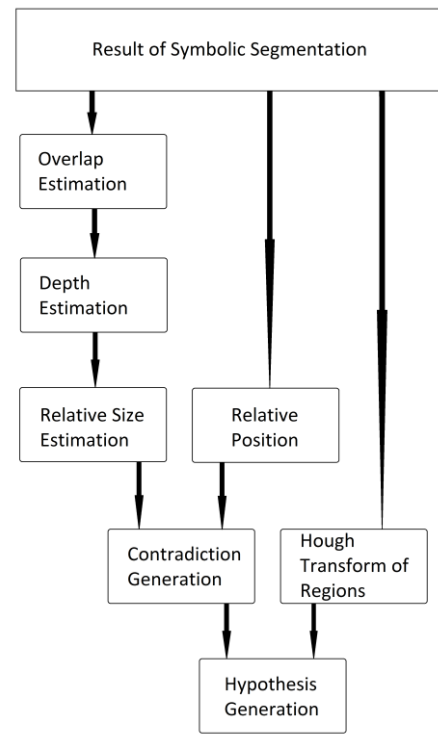 Result of Symbolic Segmentation
Overlap
Estimation
Depth
Estimation
Relative Size
Estimation
Relative
Position
Contradiction
Generation
Hough
Transform of
Regions
Hypothesis
Generation